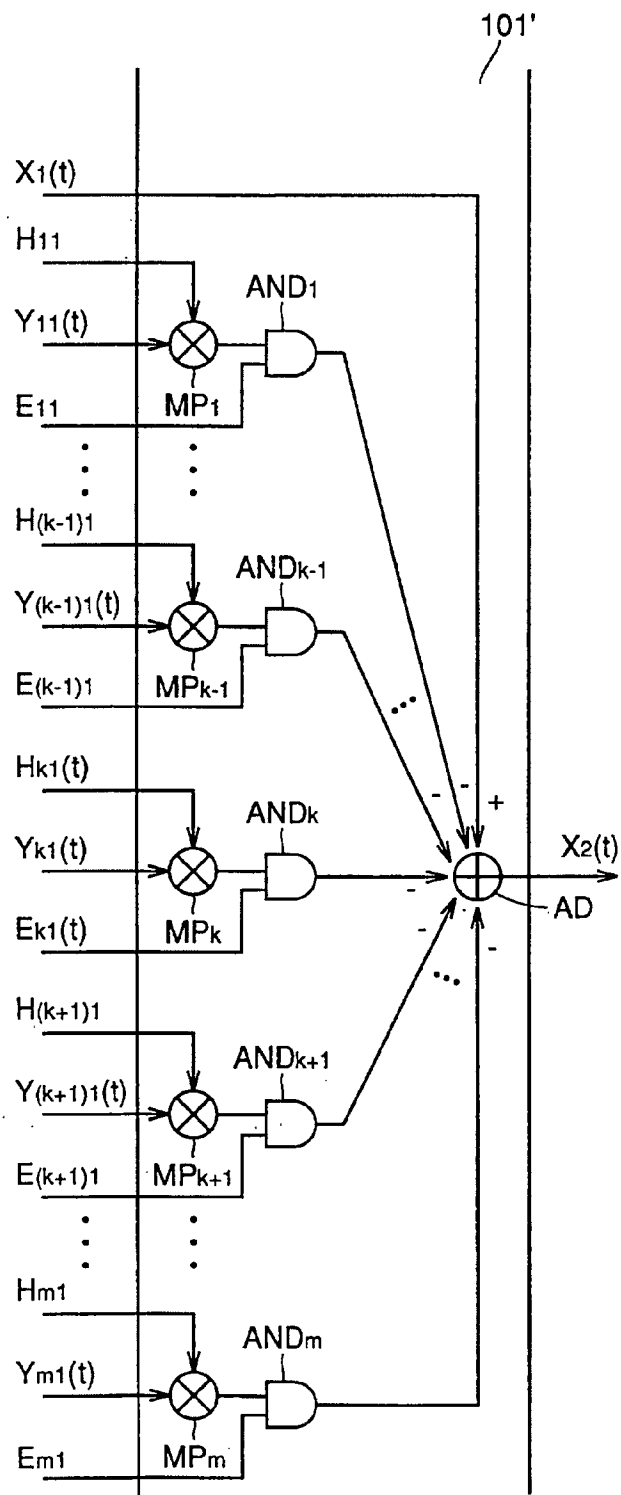 101'
X1(t)
H11
AND1
Y11(t)
MP1
E11
H(k-1)1
ANDk-1
Y(k-1)1(t)
MPk-1
E(k-1)1
Hk1(t)
ANDk
- - +
Yk1(t)
X2(t)
- - -
AD
MPk
Ek1(t)
H(k+1)1
ANDk+1
Y(k+1)1(t)
MPk+1
E(k+1)1
Hm1
ANDm
Ym1(t)
MPm
Em1